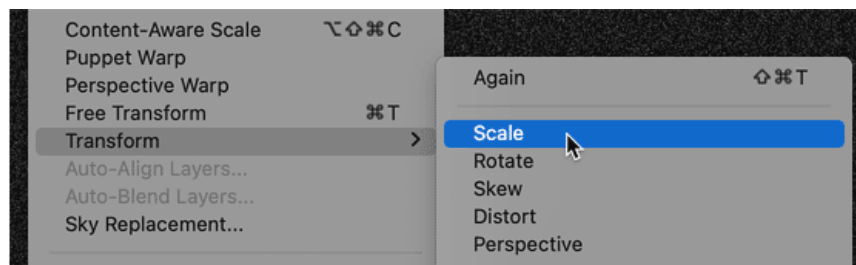 Content-Aware Scale ⌥⇧⌘C
Puppet Warp
Perspective Warp
Free Transform ⌘T
Transform >
Auto-Align Layers...
Auto-Blend Layers...
Sky Replacement...
Again ⇧⌘T
Scale
Rotate
Skew
Distort
Perspective